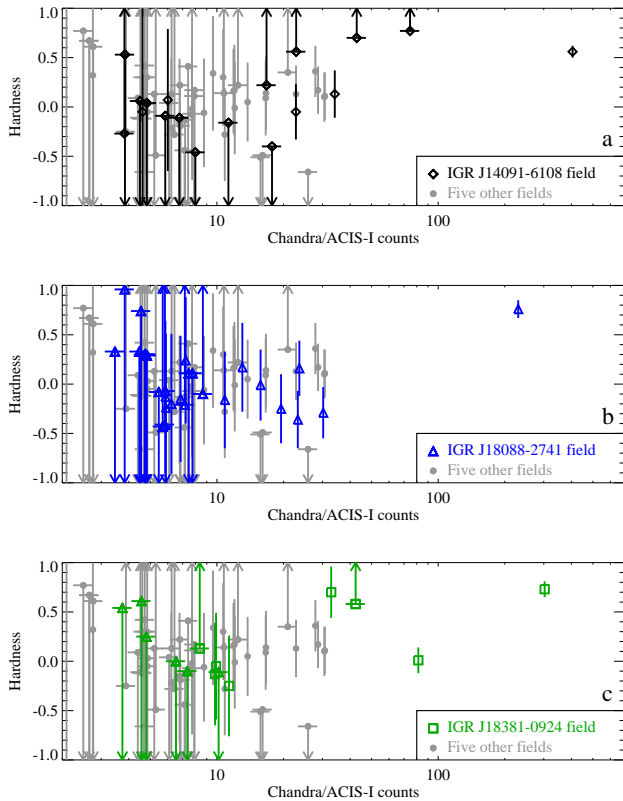 1.0
0.5
0.0
-0.5
-1.0
Hardness
a
IGR J14091-6108 field
Five other fields
10
100
Chandra/ACIS-I counts
1.0
0.5
0.0
-0.5
-1.0
Hardness
b
IGR J18088-2741 field
Five other fields
10
100
Chandra/ACIS-I counts
1.0
0.5
0.0
-0.5
-1.0
Hardness
c
IGR J18381-0924 field
Five other fields
10
100
Chandra/ACIS-I counts